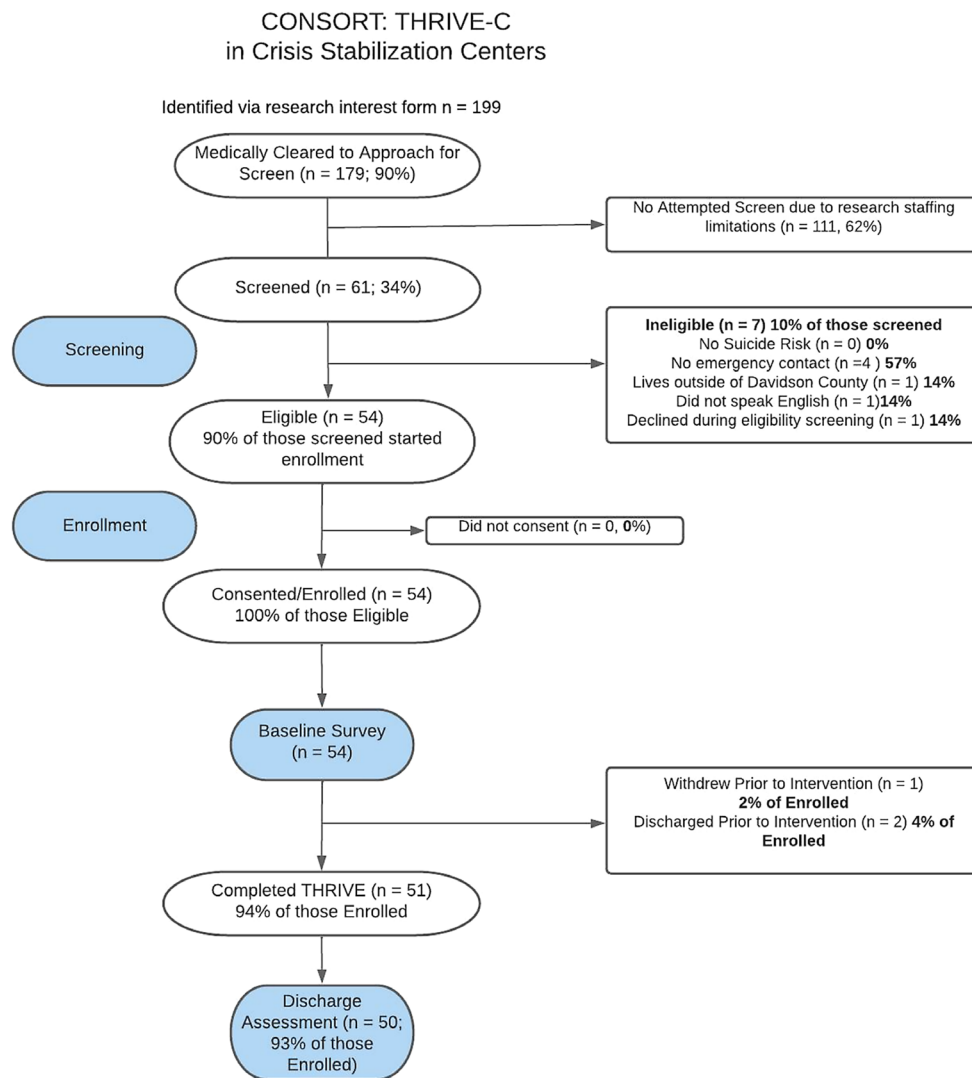 CONSORT: THRIVE-C
in Crisis Stabilization Centers
Identified via research interest form n = 199
Medically Cleared to Approach for
Screen (n = 179; 90%)
No Attempted Screen due to research staffing
limitations (n = 111, 62%)
Screened (n = 61; 34%)
Screening
Ineligible (n = 7) 10% of those screened
No Suicide Risk (n = 0) 0%
No emergency contact (n =4 ) 57%
Lives outside of Davidson County (n = 1) 14%
Did not speak English (n = 1)14%
Declined during eligibility screening (n = 1) 14%
Eligible (n = 54)
90% of those screened started
enrollment
Enrollment
Did not consent (n = 0, 0%)
Consented/Enrolled (n = 54)
100% of those Eligible
Baseline Survey
(n = 54)
Withdrew Prior to Intervention (n = 1)
2% of Enrolled
Discharged Prior to Intervention (n = 2) 4% of
Enrolled
Completed THRIVE (n = 51)
94% of those Enrolled
Discharge
Assessment (n = 50;
93% of those
Enrolled)